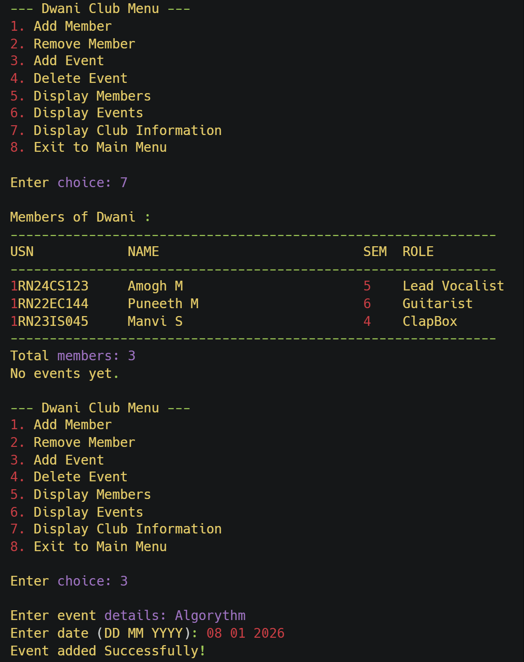 --- Dwani Club Menu ---
1. Add Member
2. Remove Member
3. Add Event
4. Delete Event
5. Display Members
6. Display Events
7. Display Club Information
8. Exit to Main Menu

Enter choice: 7

Members of Dwani :
--------------------------------------------------------------
USN            NAME                          SEM  ROLE
--------------------------------------------------------------
1RN24CS123     Amogh M                       5    Lead Vocalist
1RN22EC144     Puneeth M                     6    Guitarist
1RN23IS045     Manvi S                       4    ClapBox
--------------------------------------------------------------
Total members: 3
No events yet.

--- Dwani Club Menu ---
1. Add Member
2. Remove Member
3. Add Event
4. Delete Event
5. Display Members
6. Display Events
7. Display Club Information
8. Exit to Main Menu

Enter choice: 3

Enter event details: Algorythm
Enter date (DD MM YYYY): 08 01 2026
Event added Successfully!